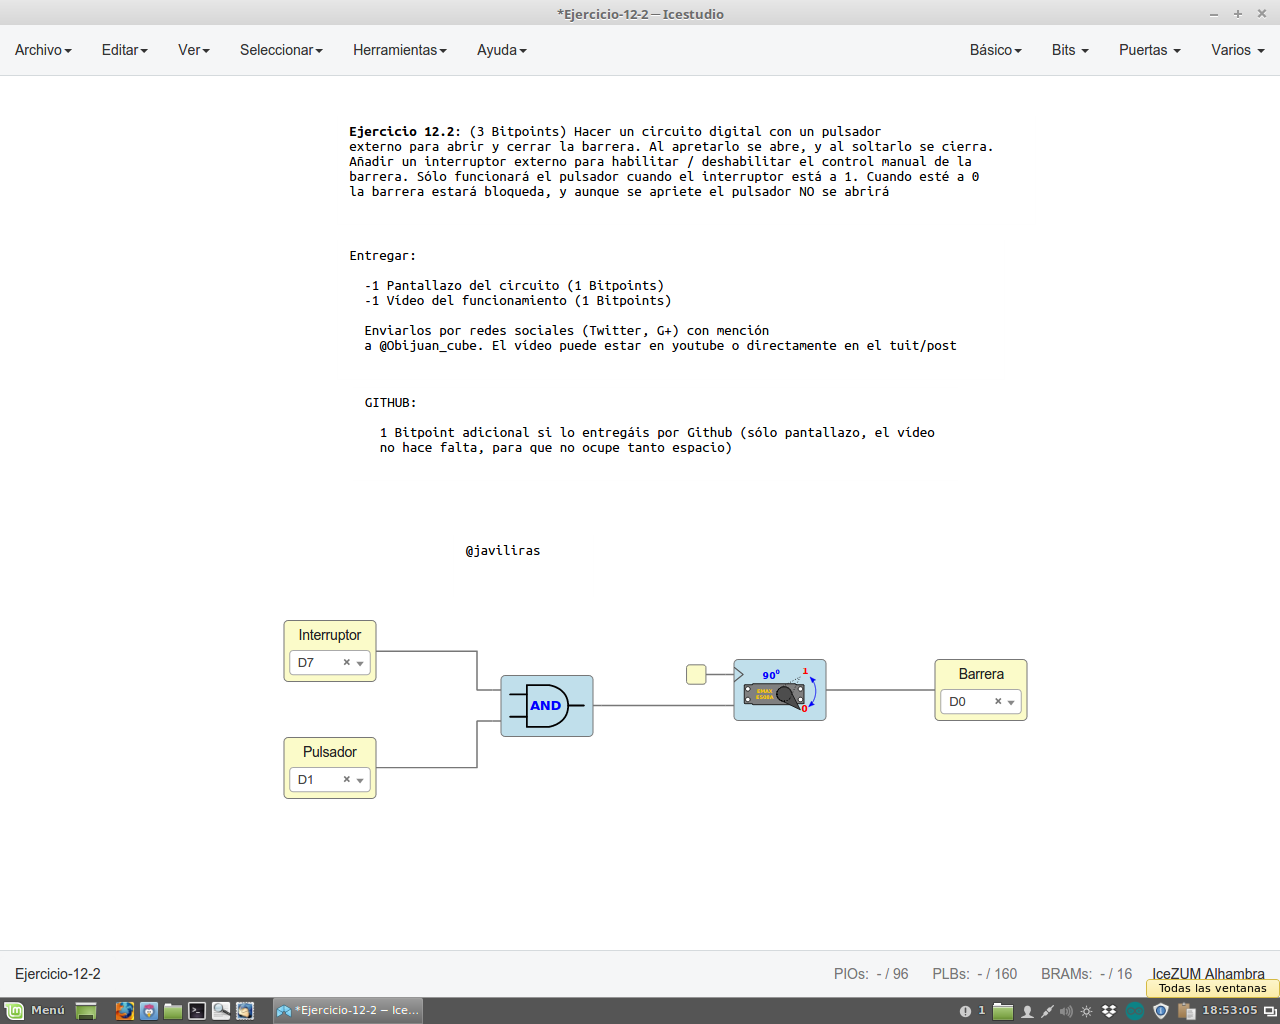 *Ejercicio-12-2 — Icestudio
Archivo Editar Ver Seleccionar Herramientas Ayuda Básico Bits Puertas Varios
Ejercicio 12.2: (3 Bitpoints) Hacer un circuito digital con un pulsador
externo para abrir y cerrar la barrera. Al apretarlo se abre, y al soltarlo se cierra.
Añadir un interruptor externo para habilitar / deshabilitar el control manual de la
barrera. Sólo funcionará el pulsador cuando el interruptor está a 1. Cuando esté a 0
la barrera estará bloqueda, y aunque se apriete el pulsador NO se abrirá
Entregar:
-1 Pantallazo del circuito (1 Bitpoints)
-1 Vídeo del funcionamiento (1 Bitpoints)
Enviarlos por redes sociales (Twitter, G+) con mención
a @Obijuan_cube. El vídeo puede estar en youtube o directamente en el tuit/post
GITHUB:
1 Bitpoint adicional si lo entregáis por Github (sólo pantallazo, el vídeo
no hace falta, para que no ocupe tanto espacio)
@javiliras
Interruptor
D7
Pulsador
D1
AND
90º
1
EMAX
0
Barrera
D0
Ejercicio-12-2 PIOs: - / 96 PLBs: - / 160 BRAMs: - / 16 IceZUM Alhambra
Todas las ventanas
Menú *Ejercicio-12-2 — Ice... 1 18:53:05